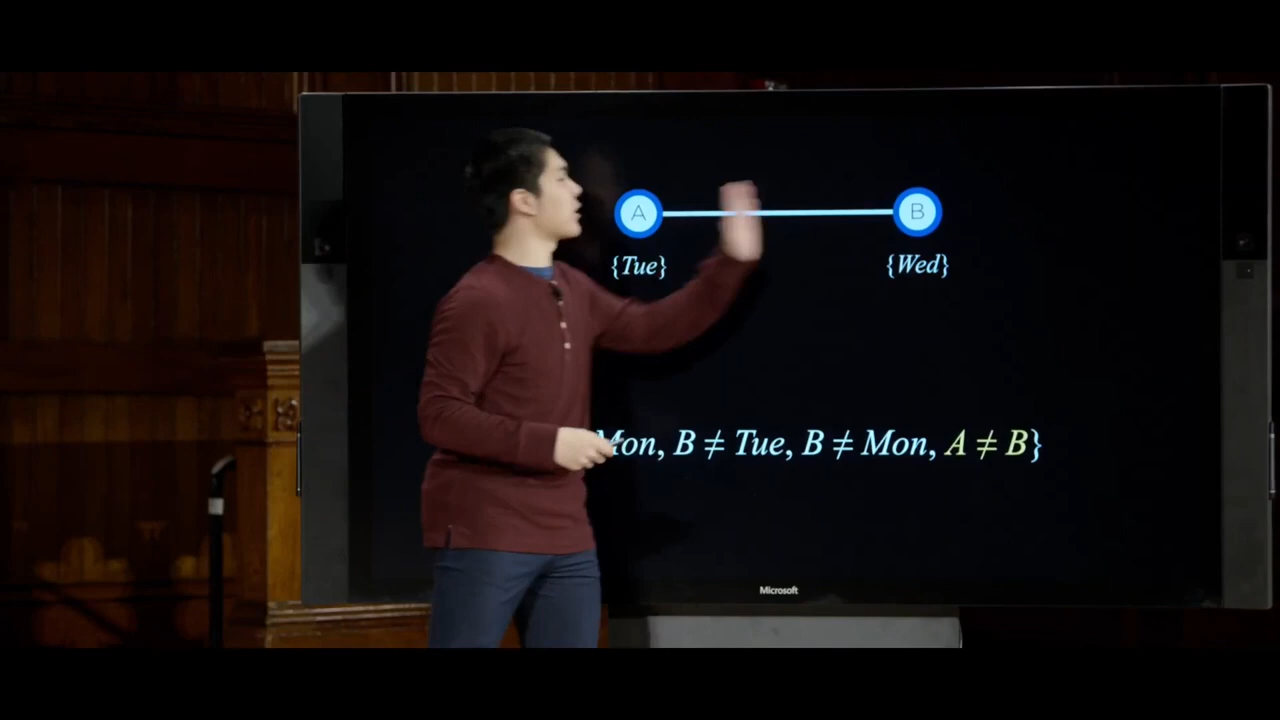 A B
{Tue} {Wed}
Mon, B ≠ Tue, B ≠ Mon, A ≠ B}
Microsoft